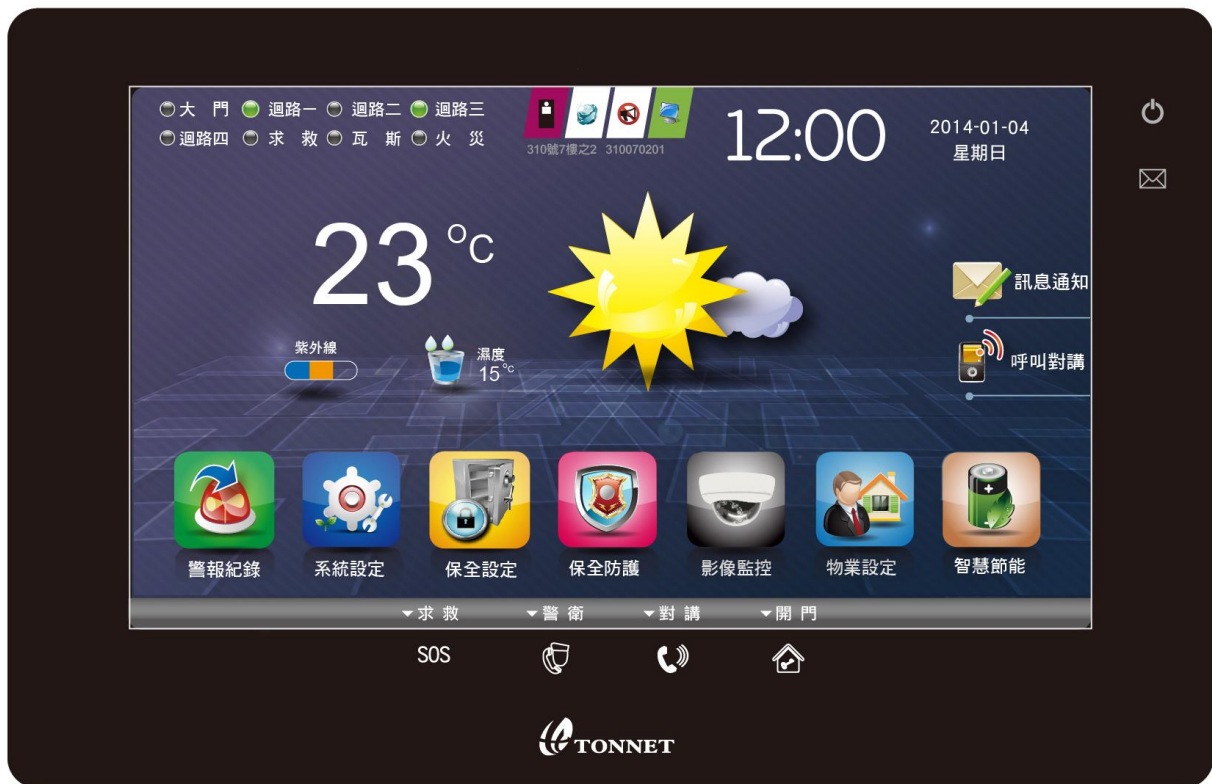 大 門 迴路一 迴路二 迴路三
迴路四 求 救 瓦 斯 火 災
310號7樓之2 310070201
12:00
2014-01-04
星期日
23 °C
訊息通知
紫外線
濕度
15°C
呼叫對講
警報紀錄 系統設定 保全設定 保全防護 影像監控 物業設定 智慧節能
求 救 警 衛 對 講 開 門
SOS
TONNET